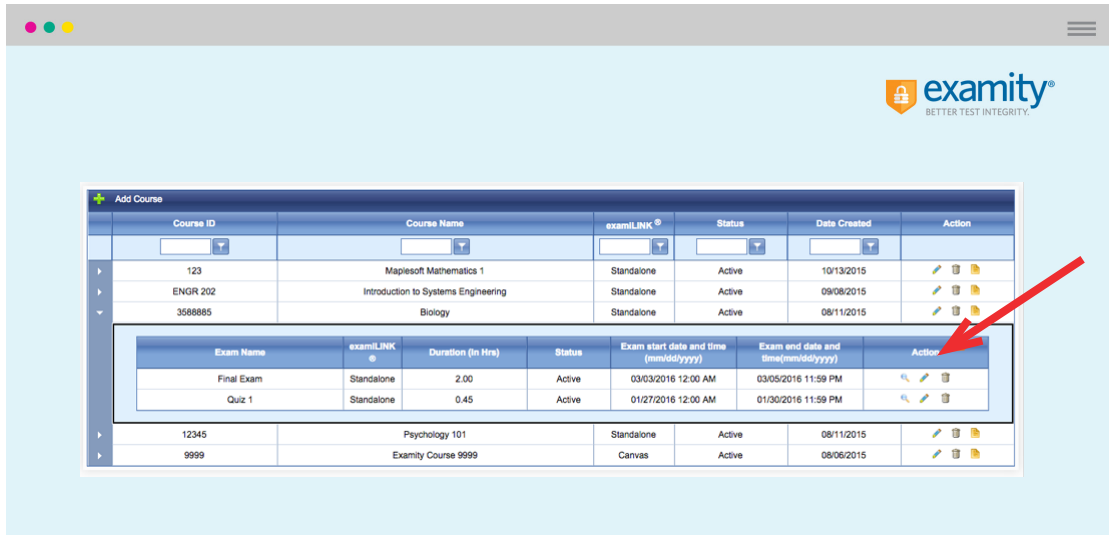 examity®
BETTER TEST INTEGRITY.
Add Course
Course ID Course Name examiLINK ® Status Date Created Action
123 Maplesoft Mathematics 1 Standalone Active 10/13/2015
ENGR 202 Introduction to Systems Engineering Standalone Active 09/08/2015
3588885 Biology Standalone Active 08/11/2015
Exam Name examiLINK ® Duration (In Hrs) Status Exam start date and time (mm/dd/yyyy) Exam end date and time(mm/dd/yyyy) Action
Final Exam Standalone 2.00 Active 03/03/2016 12:00 AM 03/05/2016 11:59 PM
Quiz 1 Standalone 0.45 Active 01/27/2016 12:00 AM 01/30/2016 11:59 PM
12345 Psychology 101 Standalone Active 08/11/2015
9999 Examity Course 9999 Canvas Active 08/06/2015